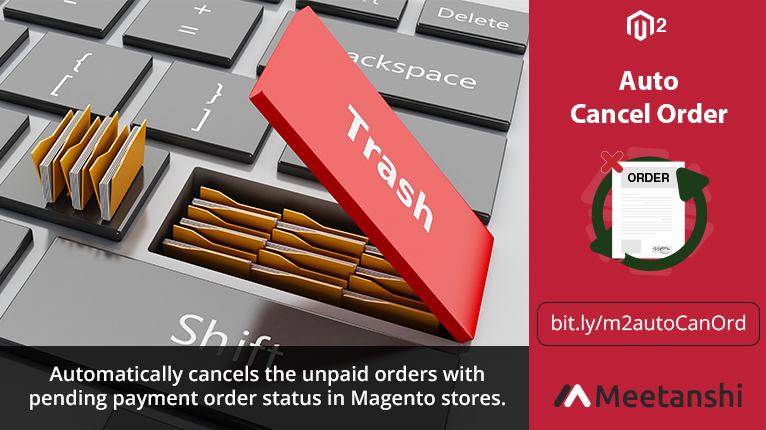 Delete
+
=
ackspace
{
[
}
]
Trash
Shift
Automatically cancels the unpaid orders with
pending payment order status in Magento stores.
2
Auto
Cancel Order
ORDER
bit.ly/m2autoCanOrd
Meetanshi